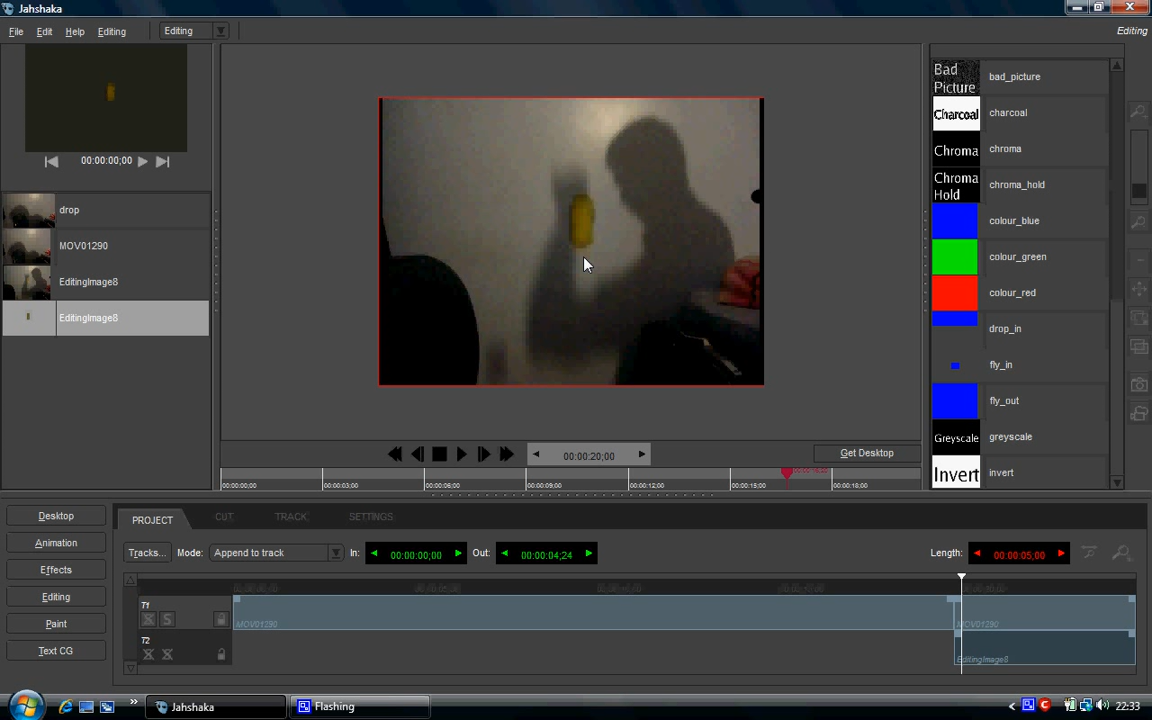 Jahshaka
File Edit Help Editing Editing Editing
00:00:00;00
drop
MOV01290
EditingImage8
EditingImage8
Bad Picture bad_picture
Charcoal charcoal
Chroma chroma
Chroma Hold chroma_hold
colour_blue
colour_green
colour_red
drop_in
fly_in
fly_out
Greyscale greyscale
Invert invert
00:00:20;00
Get Desktop
00:00:00;00 00:00:03;00 00:00:06;00 00:00:09;00 00:00:12;00 00:00:15;00 00:00:18;00
Desktop
Animation
Effects
Editing
Paint
Text CG
PROJECT CUT TRACK SETTINGS
Tracks... Mode: Append to track In: 00:00:00;00 Out: 00:00:04;24 Length: 00:00:05;00
T1
MOV01290 MOV01290
T2
EditingImage8
Jahshaka Flashing 22:33